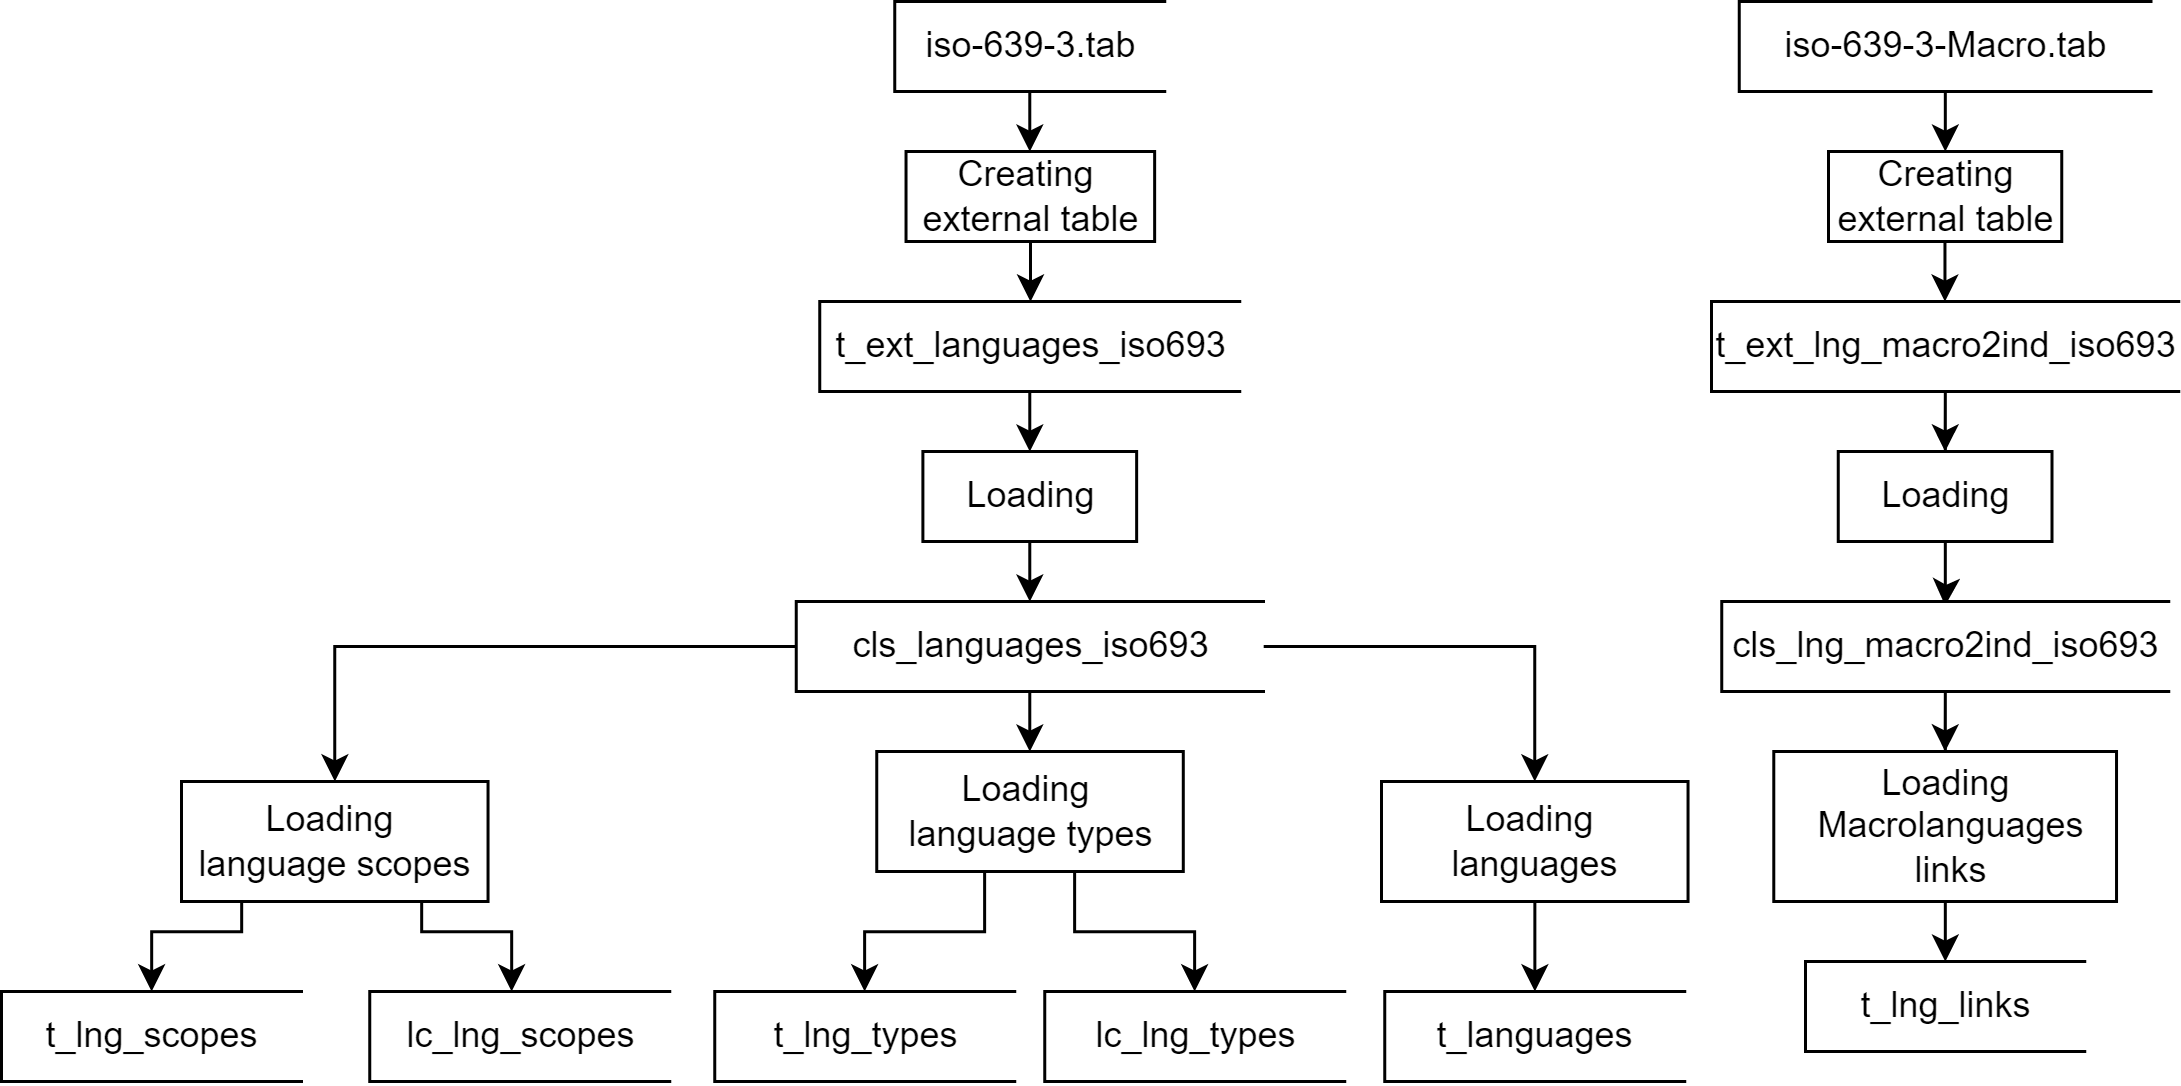 iso-639-3.tab
iso-639-3-Macro.tab
Creating
external table
Creating
external table
t_ext_languages_iso693
t_ext_lng_macro2ind_iso693
Loading
Loading
cls_languages_iso693
cls_lng_macro2ind_iso693
Loading
language scopes
Loading
language types
Loading
languages
Loading
Macrolanguages
links
t_lng_scopes
lc_lng_scopes
t_lng_types
lc_lng_types
t_languages
t_lng_links